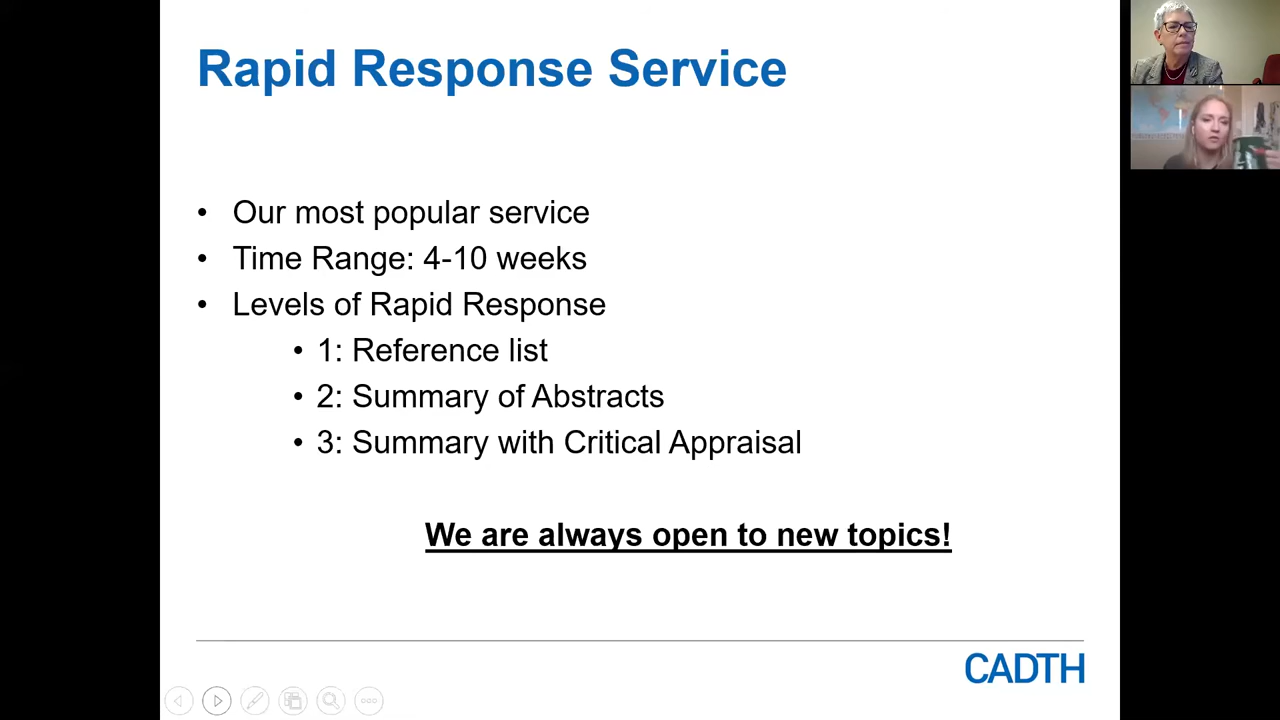 Rapid Response Service
• Our most popular service
• Time Range: 4-10 weeks
• Levels of Rapid Response
• 1: Reference list
• 2: Summary of Abstracts
• 3: Summary with Critical Appraisal
We are always open to new topics!
CADTH